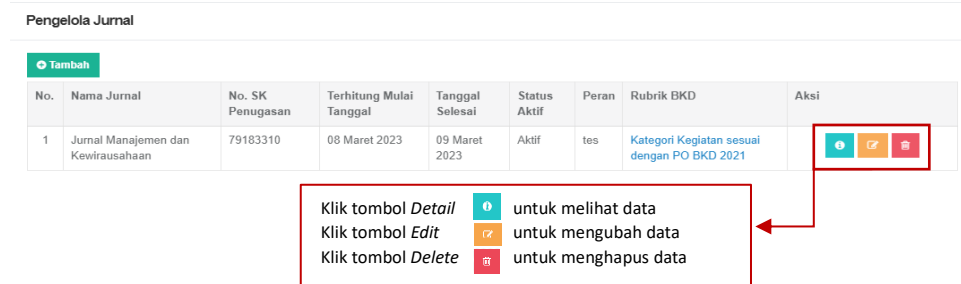 Pengelola Jurnal
Tambah
No. Nama Jurnal No. SK Penugasan Terhitung Mulai Tanggal Tanggal Selesai Status Aktif Peran Rubrik BKD Aksi
1 Jurnal Manajemen dan Kewirausahaan 79183310 08 Maret 2023 09 Maret 2023 Aktif tes Kategori Kegiatan sesuai dengan PO BKD 2021
Klik tombol Detail untuk melihat data
Klik tombol Edit untuk mengubah data
Klik tombol Delete untuk menghapus data